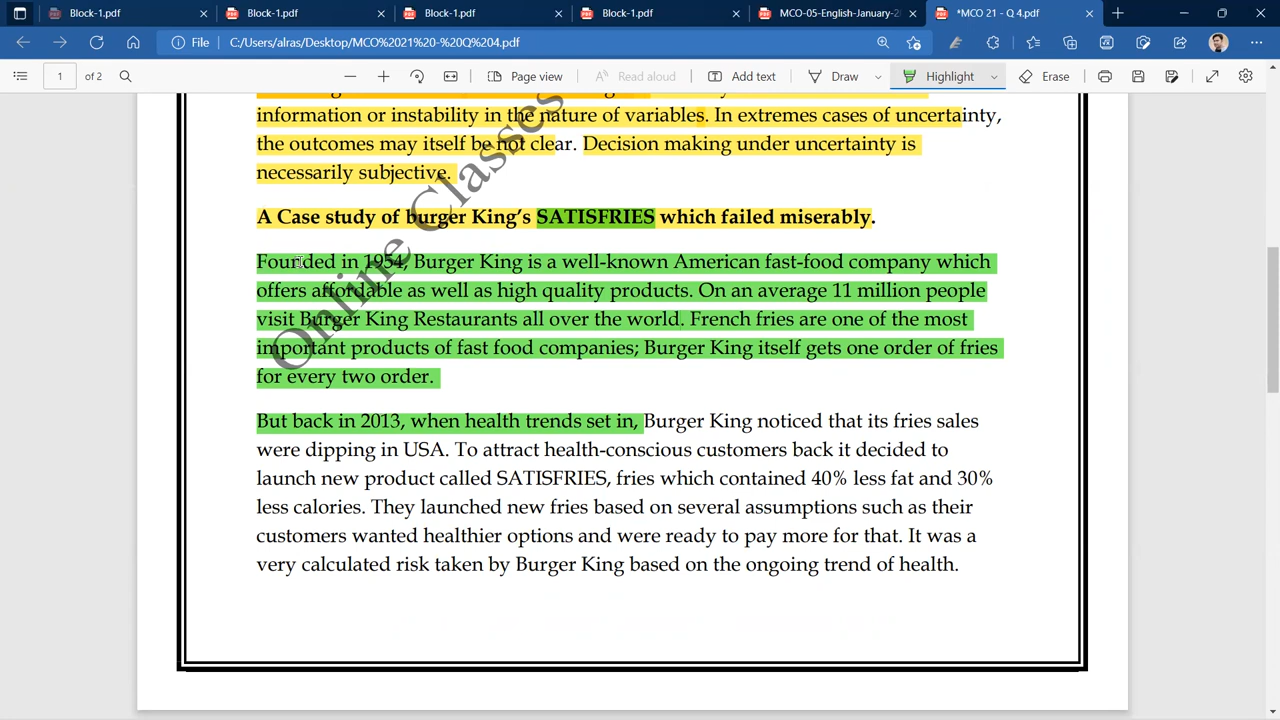 Block-1.pdf
Block-1.pdf
Block-1.pdf
Block-1.pdf
MCO-05-English-January-2
*MCO 21 - Q 4.pdf
File
C:/Users/alras/Desktop/MCO%2021%20-%20Q%204.pdf
1 of 2
Page view
Read aloud
Add text
Draw
Highlight
Erase
information or instability in the nature of variables. In extremes cases of uncertainty,
the outcomes may itself be not clear. Decision making under uncertainty is
necessarily subjective.
A Case study of burger King's SATISFRIES which failed miserably.
Founded in 1954, Burger King is a well-known American fast-food company which
offers affordable as well as high quality products. On an average 11 million people
visit Burger King Restaurants all over the world. French fries are one of the most
important products of fast food companies; Burger King itself gets one order of fries
for every two order.
But back in 2013, when health trends set in, Burger King noticed that its fries sales
were dipping in USA. To attract health-conscious customers back it decided to
launch new product called SATISFRIES, fries which contained 40% less fat and 30%
less calories. They launched new fries based on several assumptions such as their
customers wanted healthier options and were ready to pay more for that. It was a
very calculated risk taken by Burger King based on the ongoing trend of health.
Online Classes